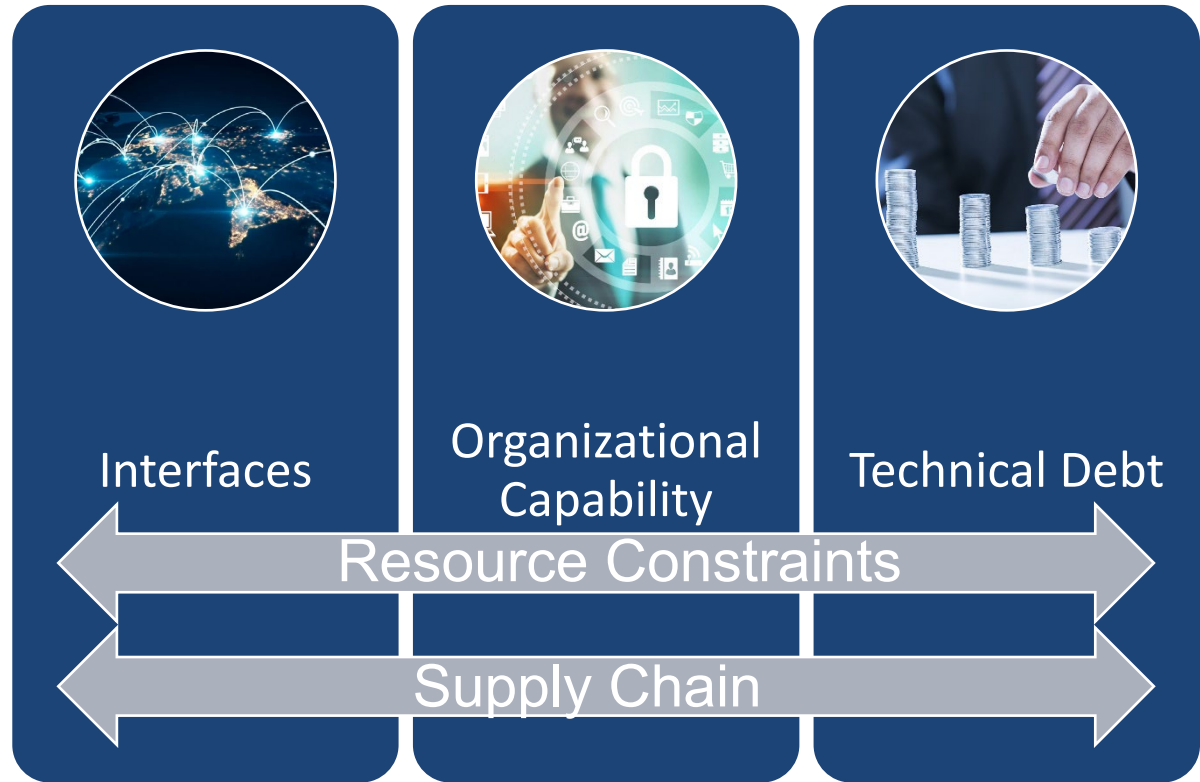 Interfaces
Organizational
Capability
Technical Debt
Resource Constraints
Supply Chain